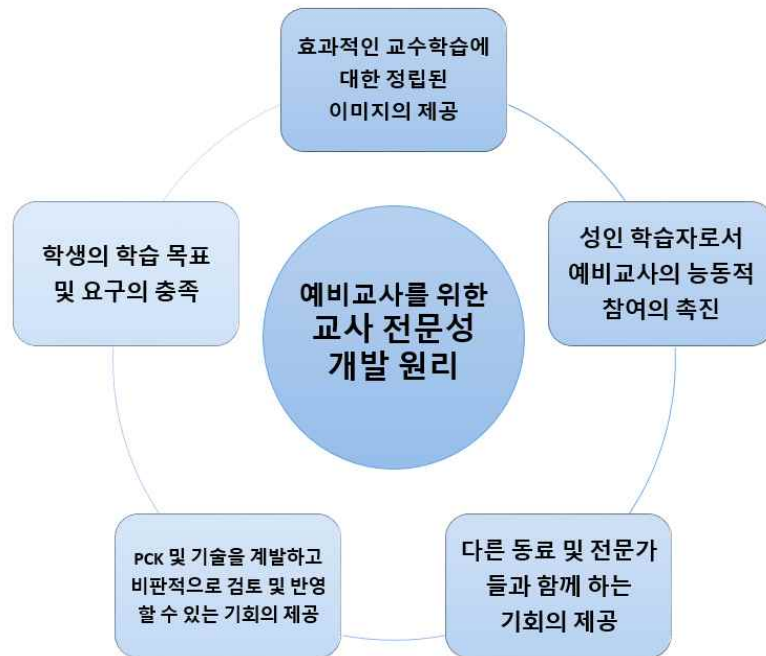 효과적인 교수학습에
대한 정립된
이미지의 제공
학생의 학습 목표
및 요구의 충족
예비교사를 위한
교사 전문성
개발 원리
성인 학습자로서
예비교사의 능동적
참여의 촉진
PCK 및 기술을 계발하고
비판적으로 검토 및 반영
할 수 있는 기회의 제공
다른 동료 및 전문가
들과 함께 하는
기회의 제공